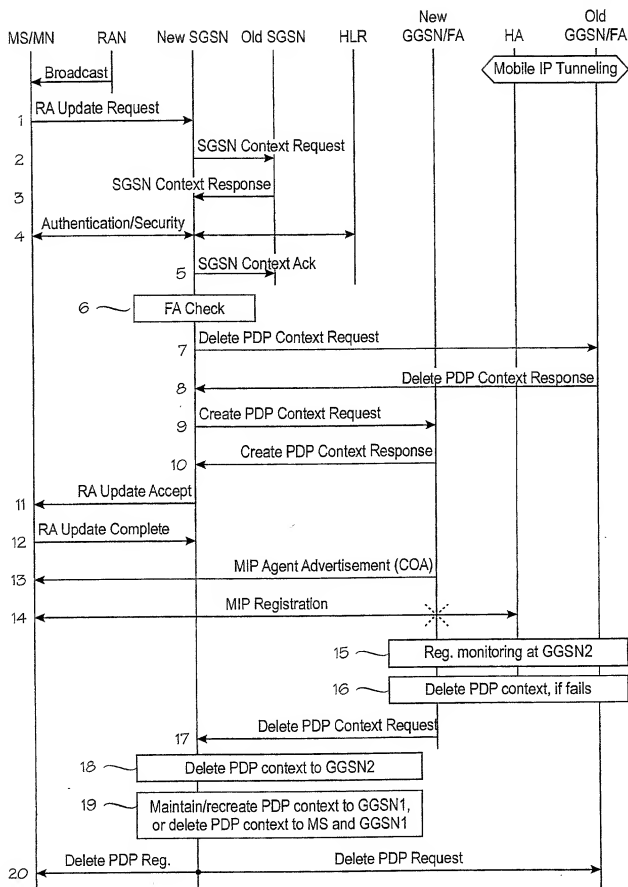 MS/MN RAN New SGSN Old SGSN HLR New GGSN/FA HA Old GGSN/FA
Broadcast
Mobile IP Tunneling
RA Update Request
1
SGSN Context Request
2
SGSN Context Response
3
Authentication/Security
4
SGSN Context Ack
5
6 FA Check
Delete PDP Context Request
7
Delete PDP Context Response
8
Create PDP Context Request
9
Create PDP Context Response
10
RA Update Accept
11
RA Update Complete
12
MIP Agent Advertisement (COA)
13
MIP Registration
14
15 Reg. monitoring at GGSN2
16 Delete PDP context, if fails
Delete PDP Context Request
17
18 Delete PDP context to GGSN2
19 Maintain/recreate PDP context to GGSN1,
or delete PDP context to MS and GGSN1
Delete PDP Reg. Delete PDP Request
20